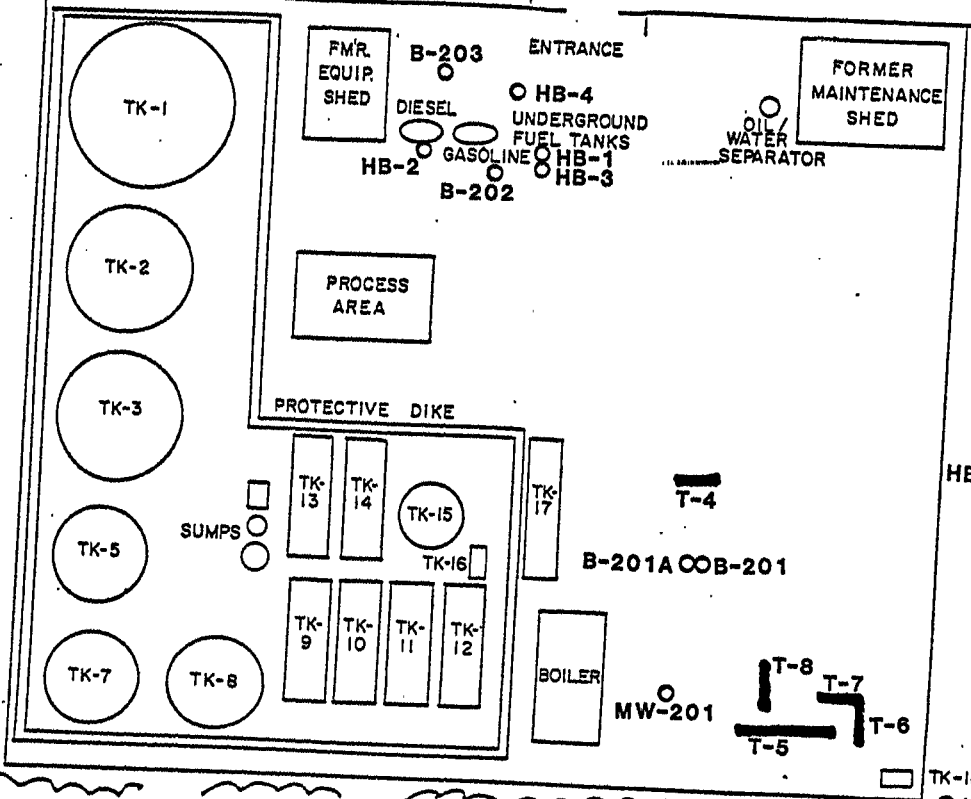 FM'R.
EQUIP.
SHED
B-203
ENTRANCE
HB-4
DIESEL
UNDERGROUND
FUEL TANKS
HB-2
GASOLINE
HB-1
HB-3
B-202
FORMER
MAINTENANCE
SHED
OIL/
WATER
SEPARATOR
TK-1
TK-2
PROCESS
AREA
TK-3
PROTECTIVE DIKE
TK-
13
TK-
14
TK-15
TK-
17
T-4
SUMPS
TK-5
TK-16
B-201A
B-201
TK-
9
TK-
10
TK-
11
TK-
12
TK-7
TK-8
BOILER
MW-201
T-8
T-7
T-6
T-5